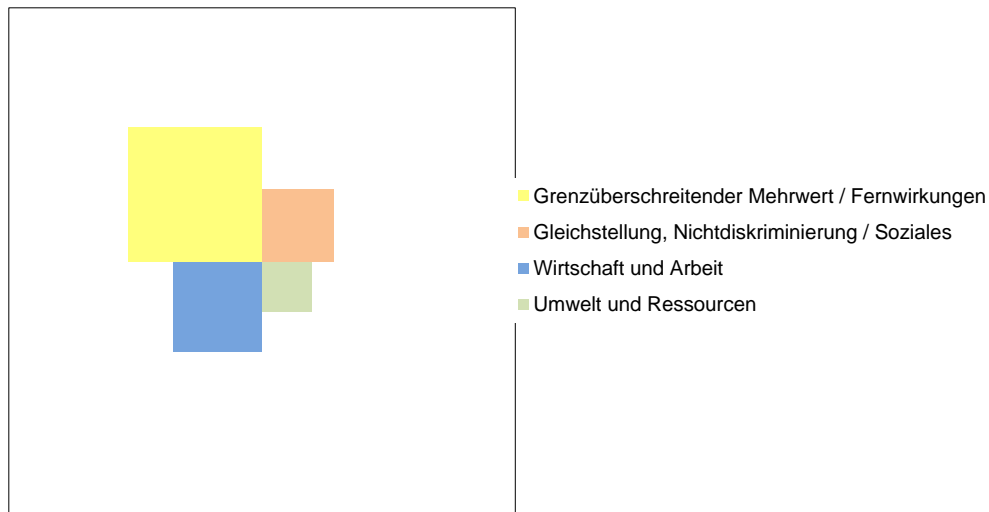 Grenzüberschreitender Mehrwert / Fernwirkungen
Gleichstellung, Nichtdiskriminierung / Soziales
Wirtschaft und Arbeit
Umwelt und Ressourcen